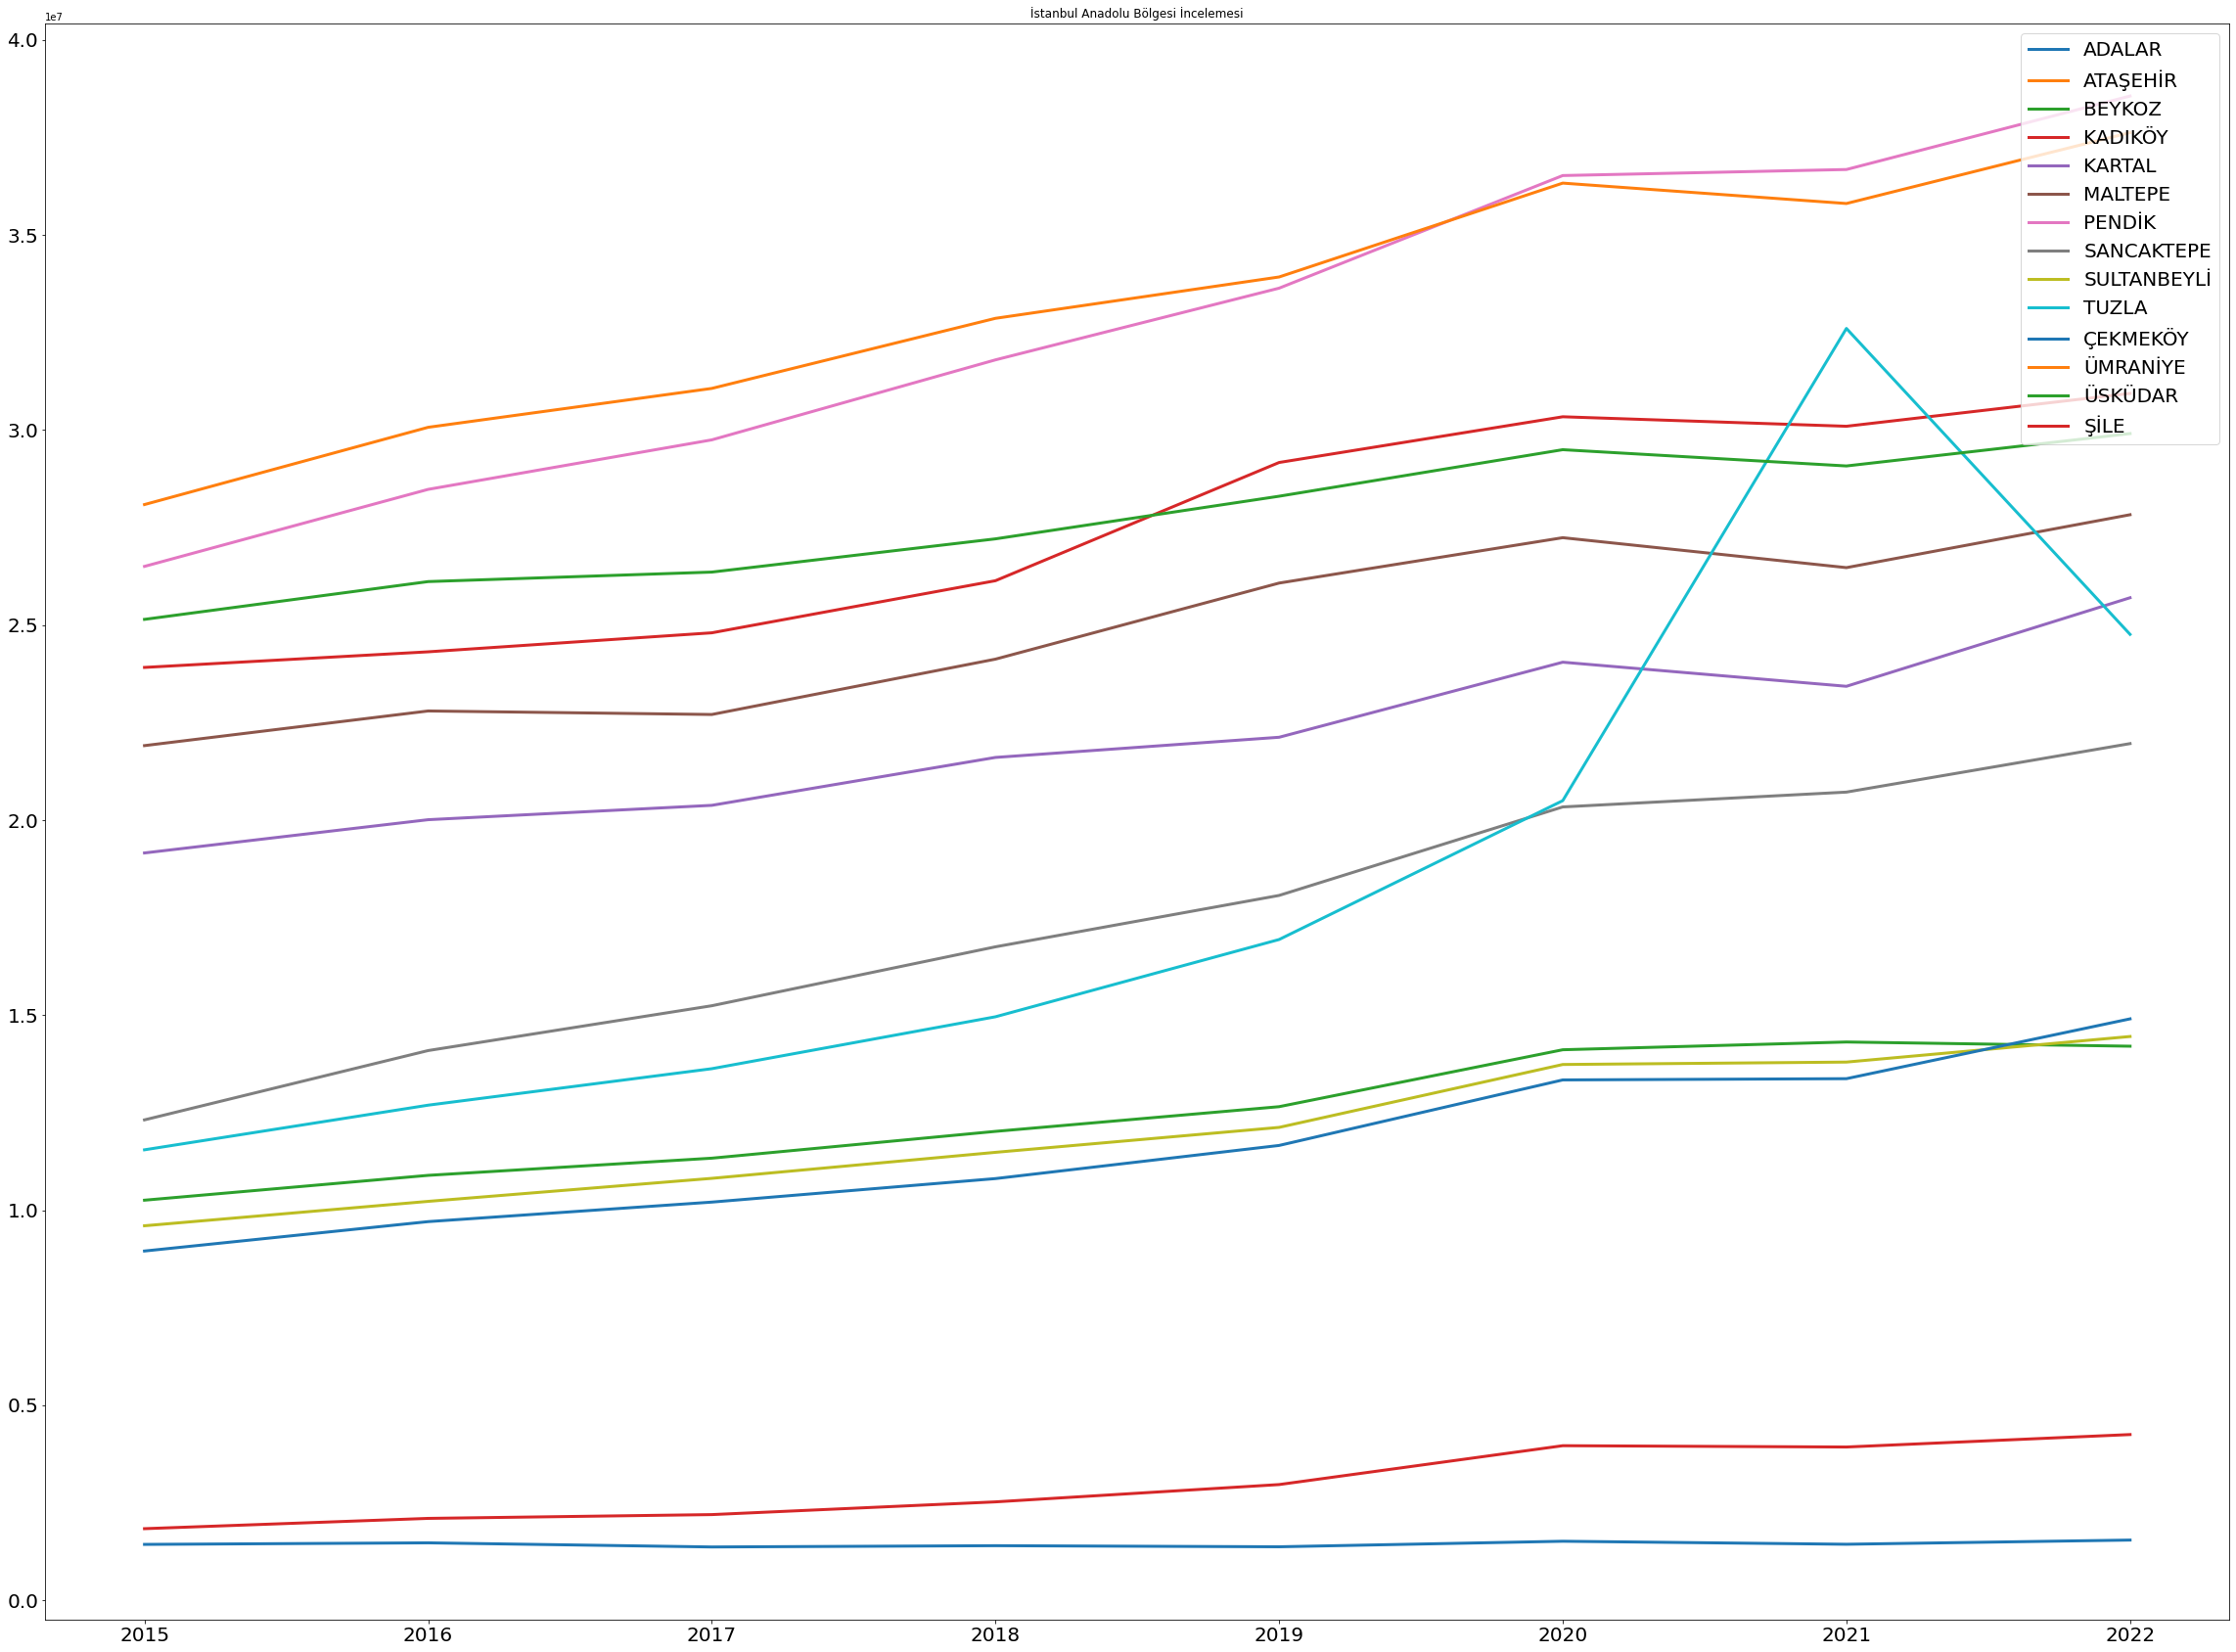 İstanbul Anadolu Bölgesi İncelemesi
1e7
4.0
3.5
3.0
2.5
2.0
1.5
1.0
0.5
0.0
ADALAR
ATAŞEHİR
BEYKOZ
KADIKÖY
KARTAL
MALTEPE
PENDİK
SANCAKTEPE
SULTANBEYLİ
TUZLA
ÇEKMEKÖY
ÜMRANİYE
ÜSKÜDAR
ŞİLE
2015 2016 2017 2018 2019 2020 2021 2022